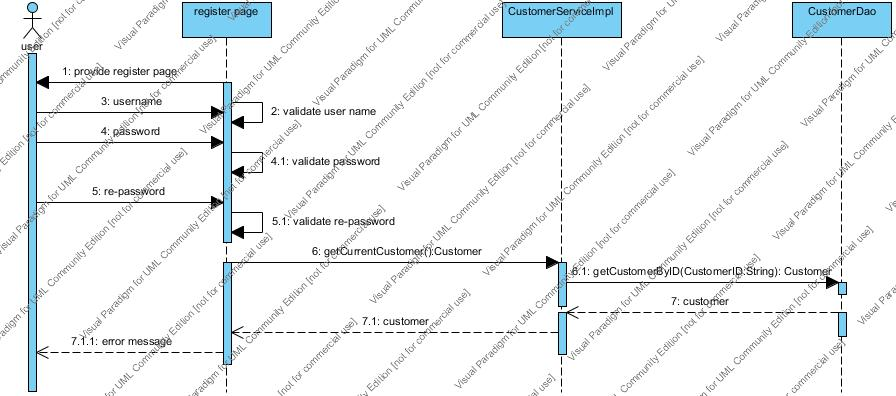 register page
CustomerServiceImpl
CustomerDao
user
1: provide register page
3: username
2: validate user name
4: password
4.1: validate password
5: re-password
5.1: validate re-password
6: getCurrentCustomer():Customer
6.1: getCustomerByID(CustomerID:String): Customer
7: customer
7.1: customer
7.1.1: error message
Visual Paradigm for UML Community Edition [not for commercial use]